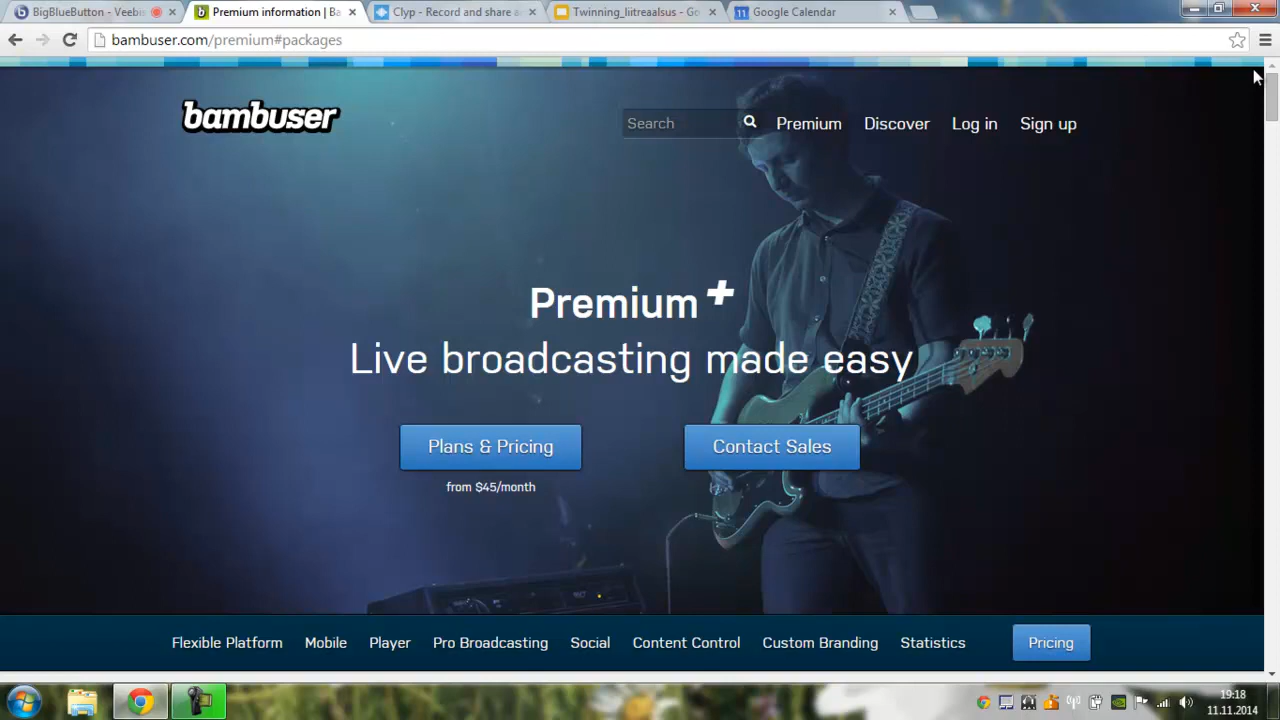 BigBlueButton - Veebis
Premium information | Ba
Clyp - Record and share a
Twinning_liitreaalsus - Go
11
Google Calendar
bambuser.com/premium#packages
bambuser
Search
Premium
Discover
Log in
Sign up
Premium+
Live broadcasting made easy
Plans & Pricing
Contact Sales
from $45/month
Flexible Platform
Mobile
Player
Pro Broadcasting
Social
Content Control
Custom Branding
Statistics
Pricing
19:18
11.11.2014